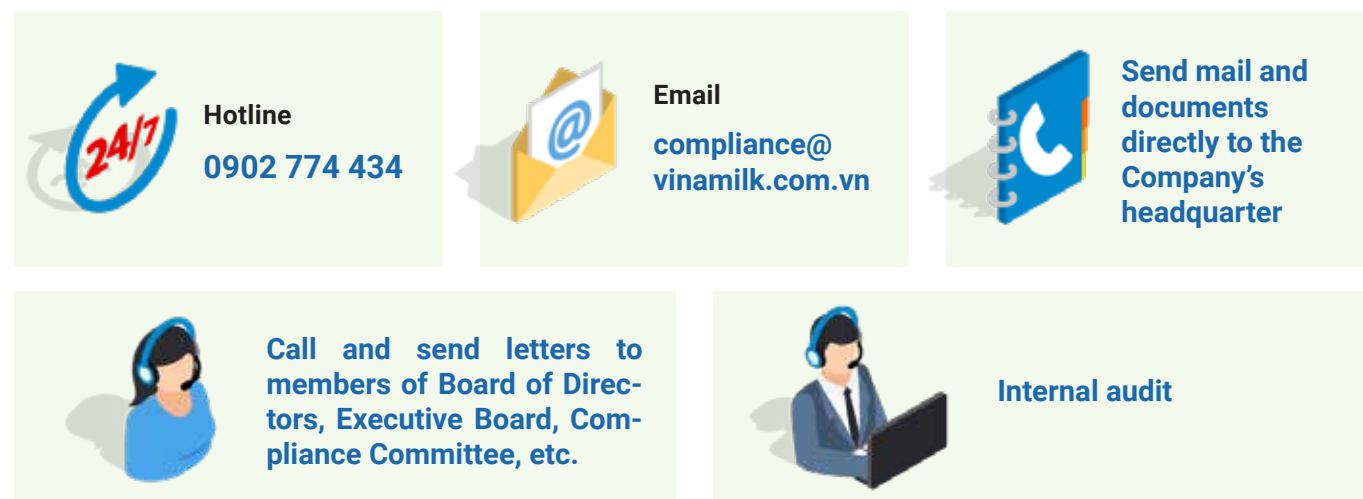 24/7
Hotline
0902 774 434
@
Email
compliance@
vinamilk.com.vn
Send mail and
documents
directly to the
Company’s
headquarter
Call and send letters to
members of Board of Direc-
tors, Executive Board, Com-
pliance Committee, etc.
Internal audit